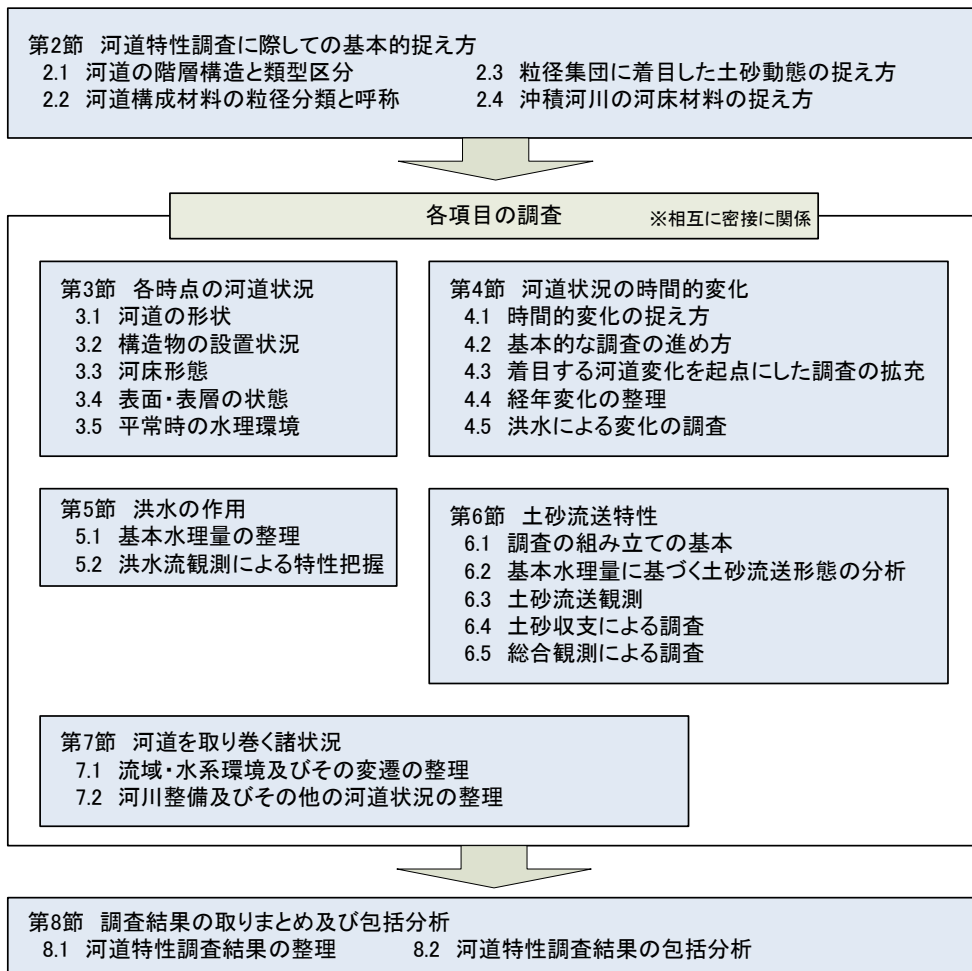 第2節 河道特性調査に際しての基本的捉え方
2.1 河道の階層構造と類型区分
2.3 粒径集団に着目した土砂動態の捉え方
2.2 河道構成材料の粒径分類と呼称
2.4 沖積河川の河床材料の捉え方
各項目の調査 ※相互に密接に関係
第3節 各時点の河道状況
3.1 河道の形状
3.2 構造物の設置状況
3.3 河床形態
3.4 表面・表層の状態
3.5 平常時の水理環境
第4節 河道状況の時間的変化
4.1 時間的変化の捉え方
4.2 基本的な調査の進め方
4.3 着目する河道変化を起点にした調査の拡充
4.4 経年変化の整理
4.5 洪水による変化の調査
第5節 洪水の作用
5.1 基本水理量の整理
5.2 洪水流観測による特性把握
第6節 土砂流送特性
6.1 調査の組み立ての基本
6.2 基本水理量に基づく土砂流送形態の分析
6.3 土砂流送観測
6.4 土砂収支による調査
6.5 総合観測による調査
第7節 河道を取り巻く諸状況
7.1 流域・水系環境及びその変遷の整理
7.2 河川整備及びその他の河道状況の整理
第8節 調査結果の取りまとめ及び包括分析
8.1 河道特性調査結果の整理 8.2 河道特性調査結果の包括分析